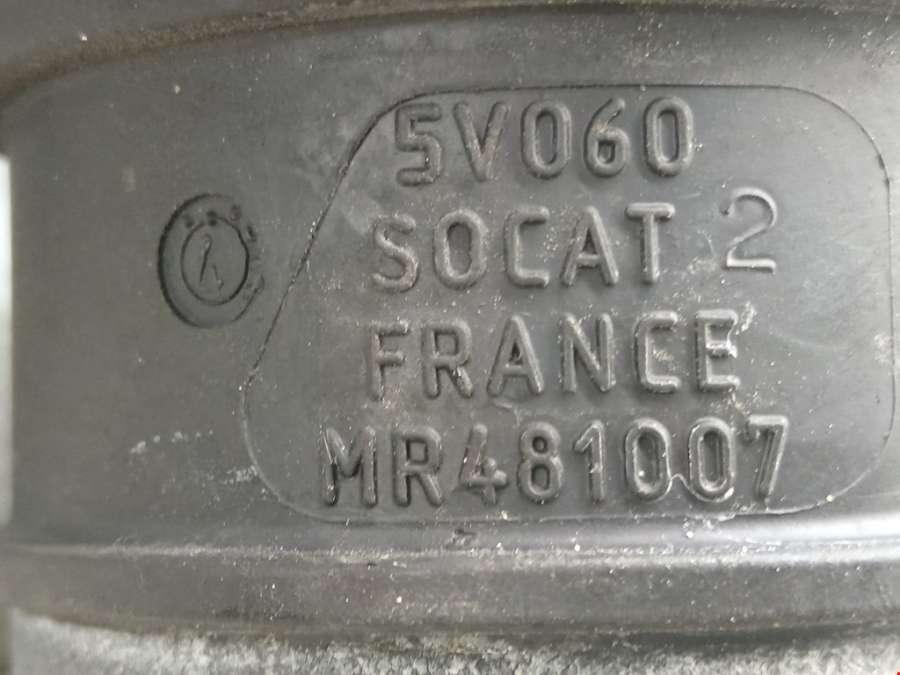 5V060
SOCAT 2
FRANCE
MR481007